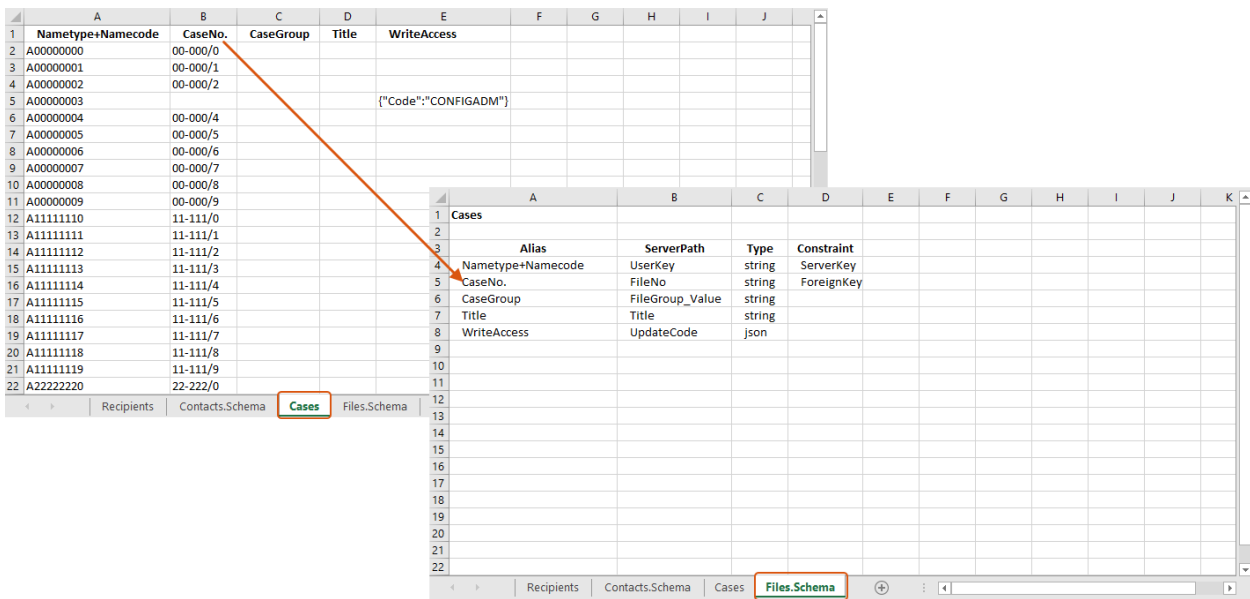 A B C D E F G H I J
1 Nametype+Namecode CaseNo. CaseGroup Title WriteAccess
2 A00000000 00-000/0
3 A00000001 00-000/1
4 A00000002 00-000/2
5 A00000003 {"Code":"CONFIGADM"}
6 A00000004 00-000/4
7 A00000005 00-000/5
8 A00000006 00-000/6
9 A00000007 00-000/7
10 A00000008 00-000/8
11 A00000009 00-000/9
12 A11111110 11-111/0
13 A11111111 11-111/1
14 A11111112 11-111/2
15 A11111113 11-111/3
16 A11111114 11-111/4
17 A11111115 11-111/5
18 A11111116 11-111/6
19 A11111117 11-111/7
20 A11111118 11-111/8
21 A11111119 11-111/9
22 A22222220 22-222/0
Recipients Contacts.Schema Cases Files.Schema
A B C D E F G H I J K
1 Cases
2
3 Alias ServerPath Type Constraint
4 Nametype+Namecode UserKey string ServerKey
5 CaseNo. FileNo string ForeignKey
6 CaseGroup FileGroup_Value string
7 Title Title string
8 WriteAccess UpdateCode json
9
10
11
12
13
14
15
16
17
18
19
20
21
22
Recipients Contacts.Schema Cases Files.Schema